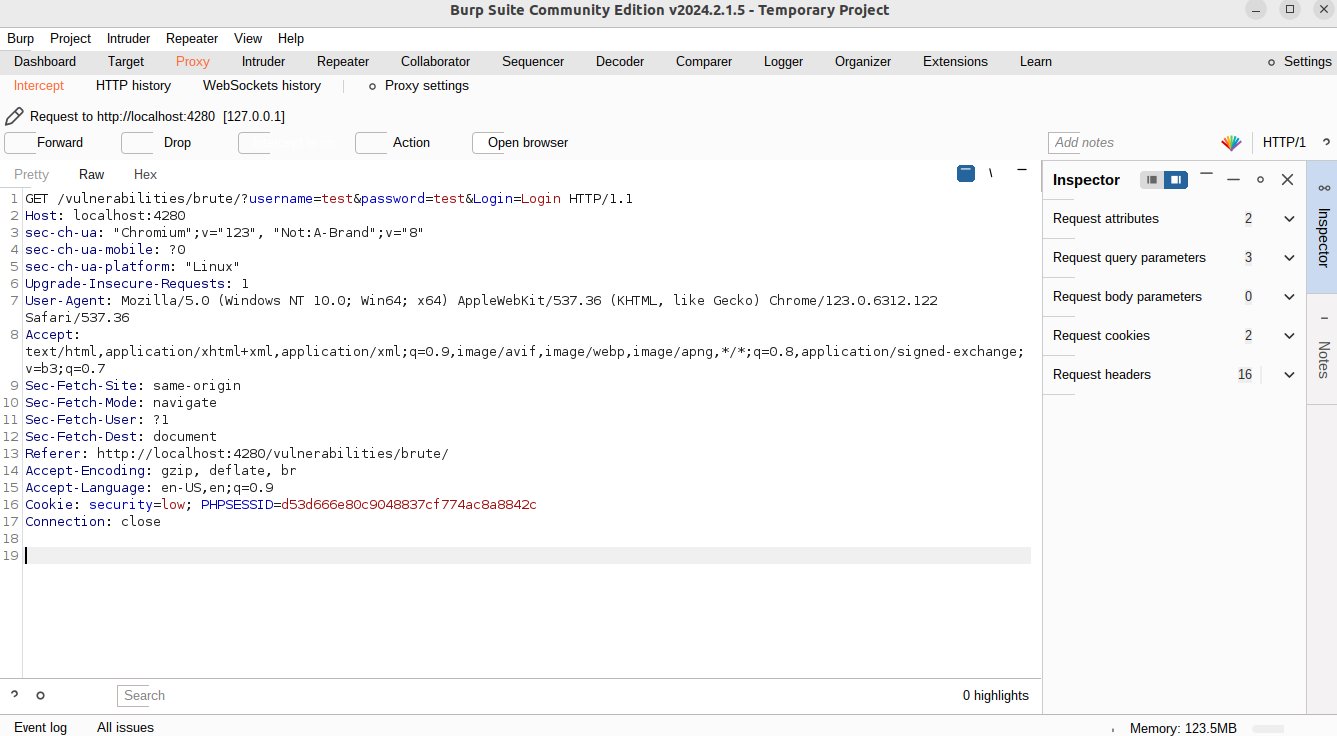 Burp Suite Community Edition v2024.2.1.5 - Temporary Project
Burp Project Intruder Repeater View Help
Dashboard Target Proxy Intruder Repeater Collaborator Sequencer Decoder Comparer Logger Organizer Extensions Learn Settings
Intercept HTTP history WebSockets history Proxy settings
Request to http://localhost:4280 [127.0.0.1]
Forward Drop Action Open browser Add notes HTTP/1 ?
Pretty Raw Hex
1 GET /vulnerabilities/brute/?username=test&password=test&Login=Login HTTP/1.1
2 Host: localhost:4280
3 sec-ch-ua: "Chromium";v="123", "Not:A-Brand";v="8"
4 sec-ch-ua-mobile: ?0
5 sec-ch-ua-platform: "Linux"
6 Upgrade-Insecure-Requests: 1
7 User-Agent: Mozilla/5.0 (Windows NT 10.0; Win64; x64) AppleWebKit/537.36 (KHTML, like Gecko) Chrome/123.0.6312.122
Safari/537.36
8 Accept:
text/html,application/xhtml+xml,application/xml;q=0.9,image/avif,image/webp,image/apng,*/*;q=0.8,application/signed-exchange;
v=b3;q=0.7
9 Sec-Fetch-Site: same-origin
10 Sec-Fetch-Mode: navigate
11 Sec-Fetch-User: ?1
12 Sec-Fetch-Dest: document
13 Referer: http://localhost:4280/vulnerabilities/brute/
14 Accept-Encoding: gzip, deflate, br
15 Accept-Language: en-US,en;q=0.9
16 Cookie: security=low; PHPSESSID=d53d666e80c9048837cf774ac8a8842c
17 Connection: close
18
19
? Search 0 highlights
Inspector
Request attributes 2
Request query parameters 3
Request body parameters 0
Request cookies 2
Request headers 16
Inspector
Notes
Event log All issues Memory: 123.5MB